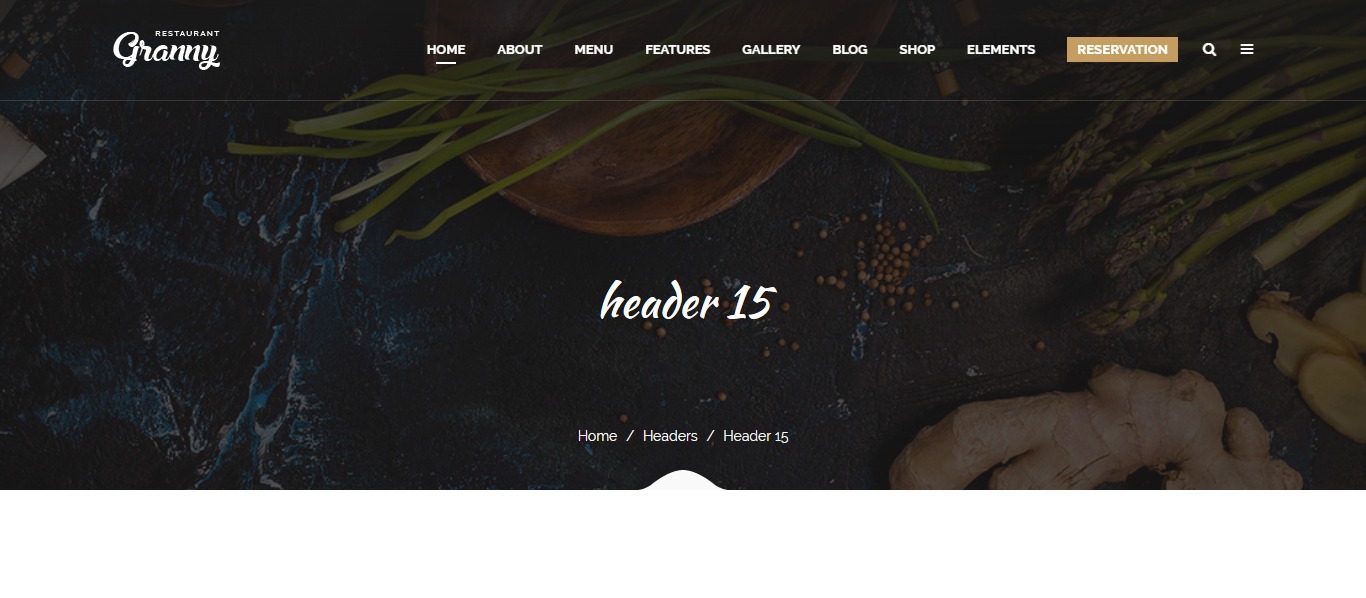 RESTAURANT
Granny
HOME ABOUT MENU FEATURES GALLERY BLOG SHOP ELEMENTS RESERVATION
header 15
Home / Headers / Header 15